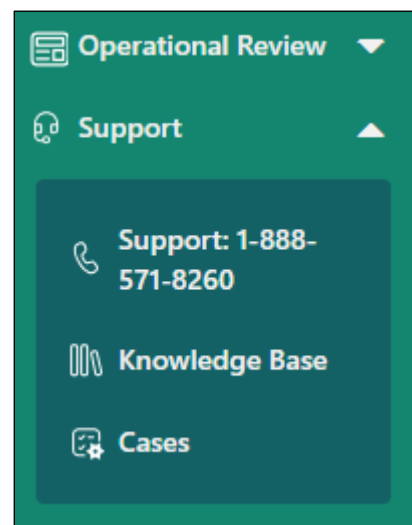 Operational Review
Support
Support: 1-888-
571-8260
Knowledge Base
Cases